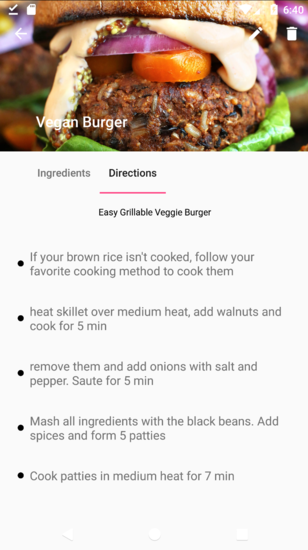 6:40
Vegan Burger
Ingredients Directions
Easy Grillable Veggie Burger
If your brown rice isn't cooked, follow your
favorite cooking method to cook them
heat skillet over medium heat, add walnuts and
cook for 5 min
remove them and add onions with salt and
pepper. Saute for 5 min
Mash all ingredients with the black beans. Add
spices and form 5 patties
Cook patties in medium heat for 7 min